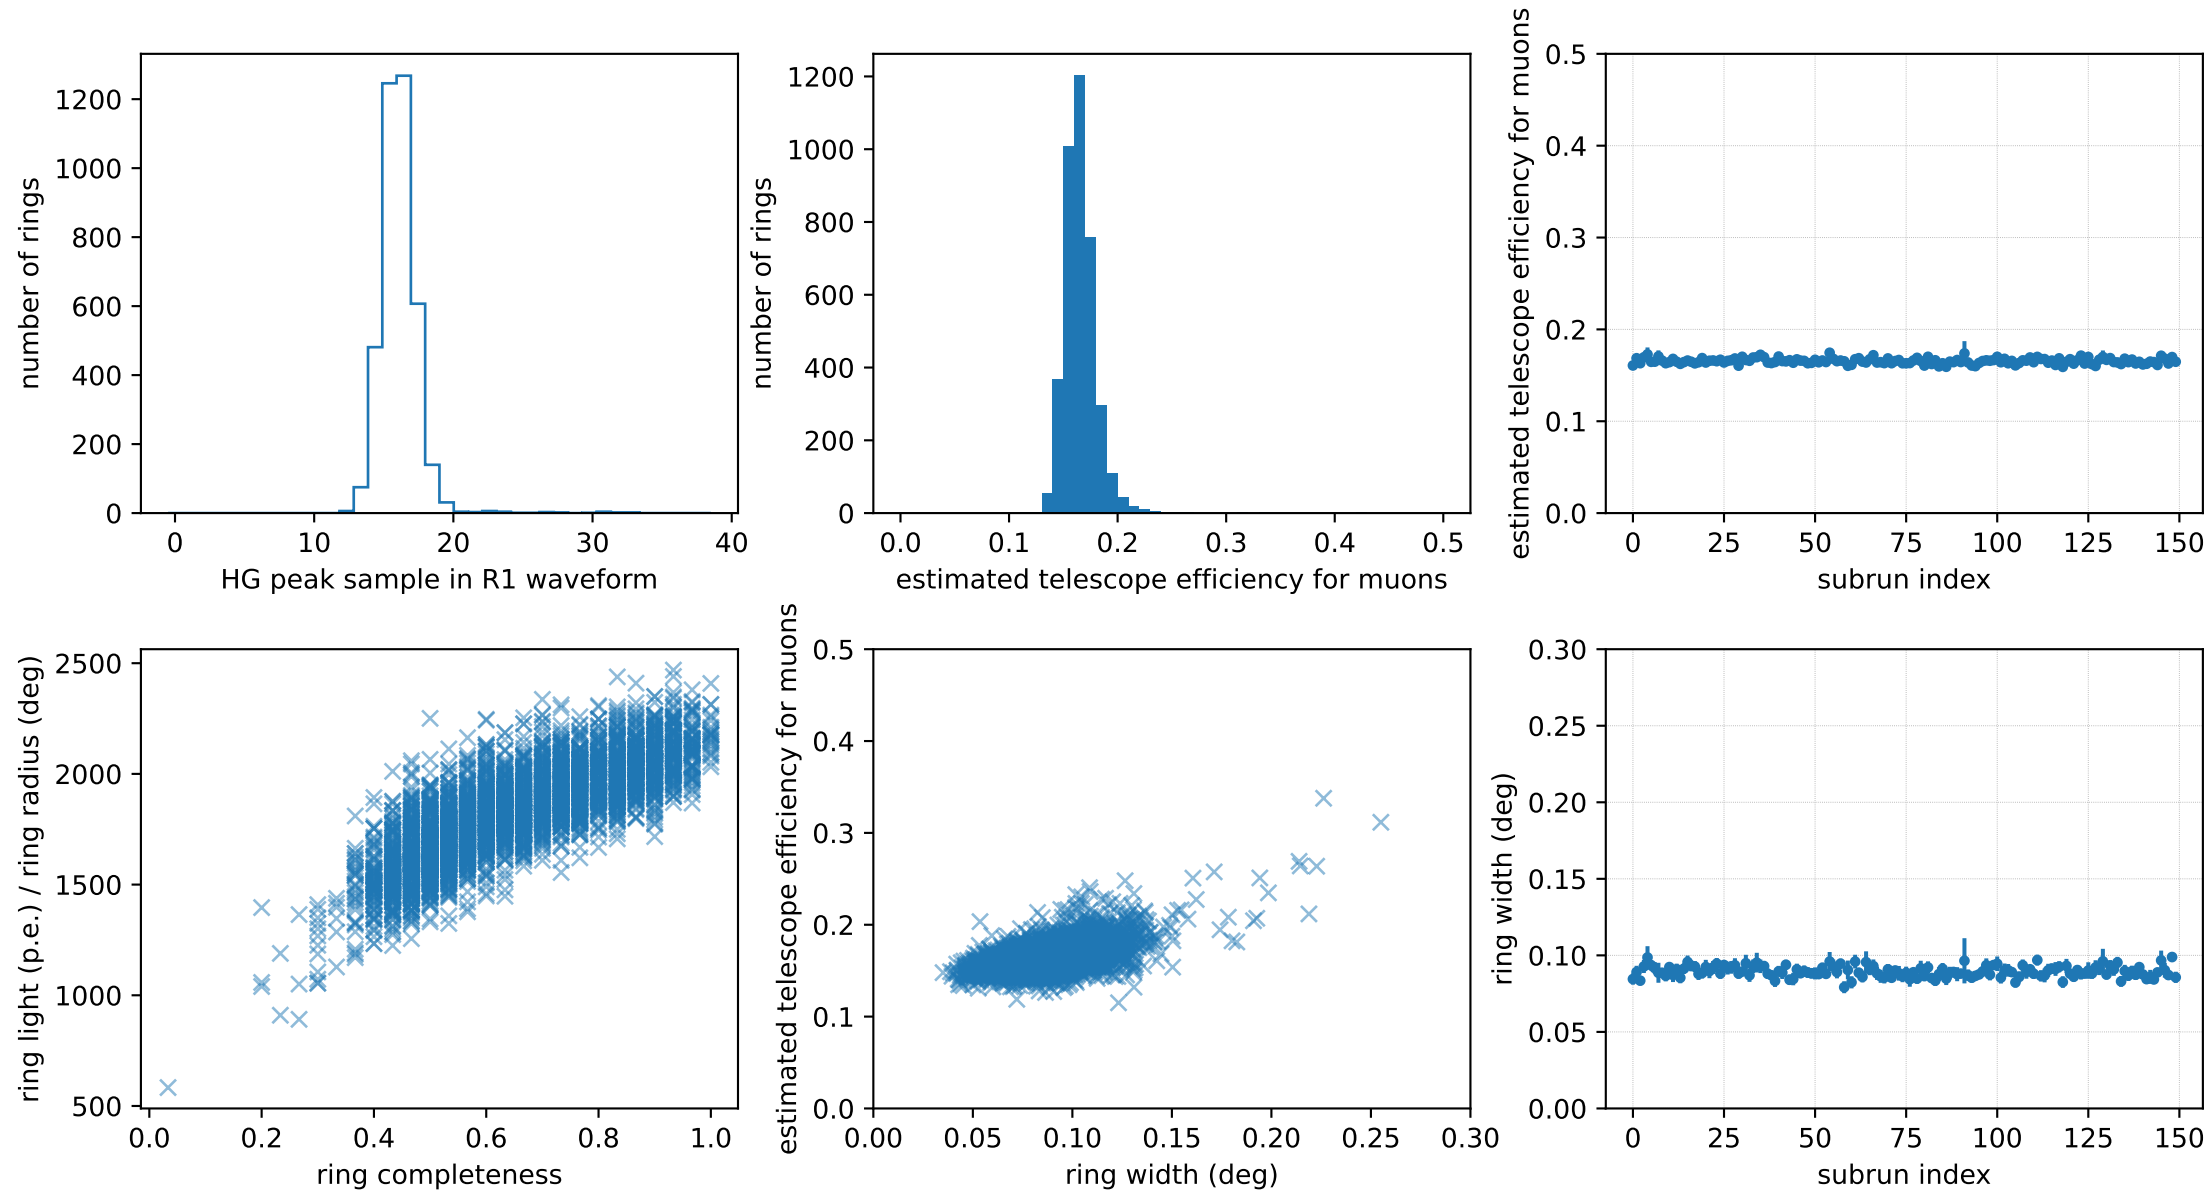 number of rings
1200
1000
800
600
400
200
0
0 10 20 30 40
HG peak sample in R1 waveform
number of rings
1200
1000
800
600
400
200
0
0.0 0.1 0.2 0.3 0.4 0.5
estimated telescope efficiency for muons
estimated telescope efficiency for muons
0.5
0.4
0.3
0.2
0.1
0.0
0 25 50 75 100 125 150
subrun index
ring light (p.e.) / ring radius (deg)
2500
2000
1500
1000
500
0.0 0.2 0.4 0.6 0.8 1.0
ring completeness
estimated telescope efficiency for muons
0.5
0.4
0.3
0.2
0.1
0.0
0.00 0.05 0.10 0.15 0.20 0.25 0.30
ring width (deg)
ring width (deg)
0.30
0.25
0.20
0.15
0.10
0.05
0.00
0 25 50 75 100 125 150
subrun index